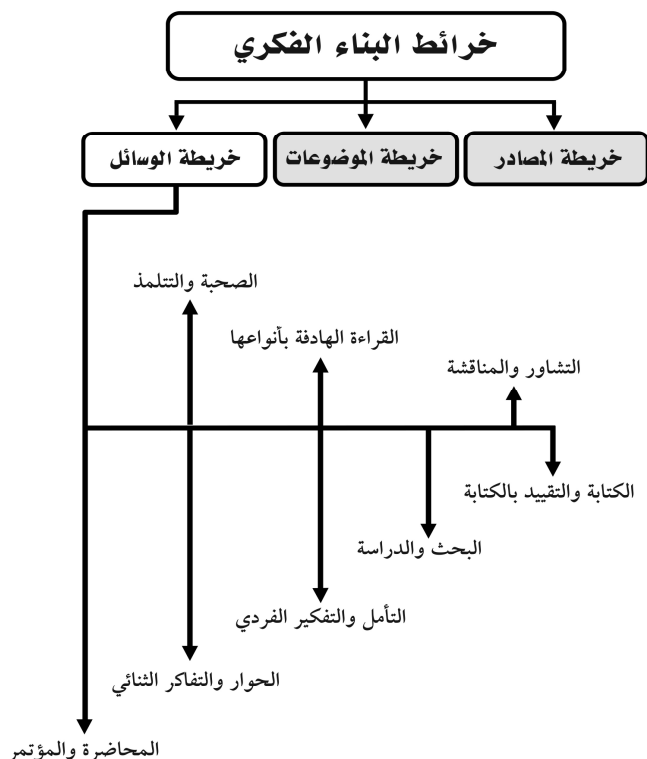 خرائط البناء الفكري
خريطة المصادر
خريطة الموضوعات
خريطة الوسائل
الصحبة والتتلمذ
القراءة الهادفة بأنواعها
التشاور والمناقشة
الكتابة والتقييد بالكتابة
البحث والدراسة
التأمل والتفكير الفردي
الحوار والتفاكر الثنائي
المحاضرة والمؤتمر